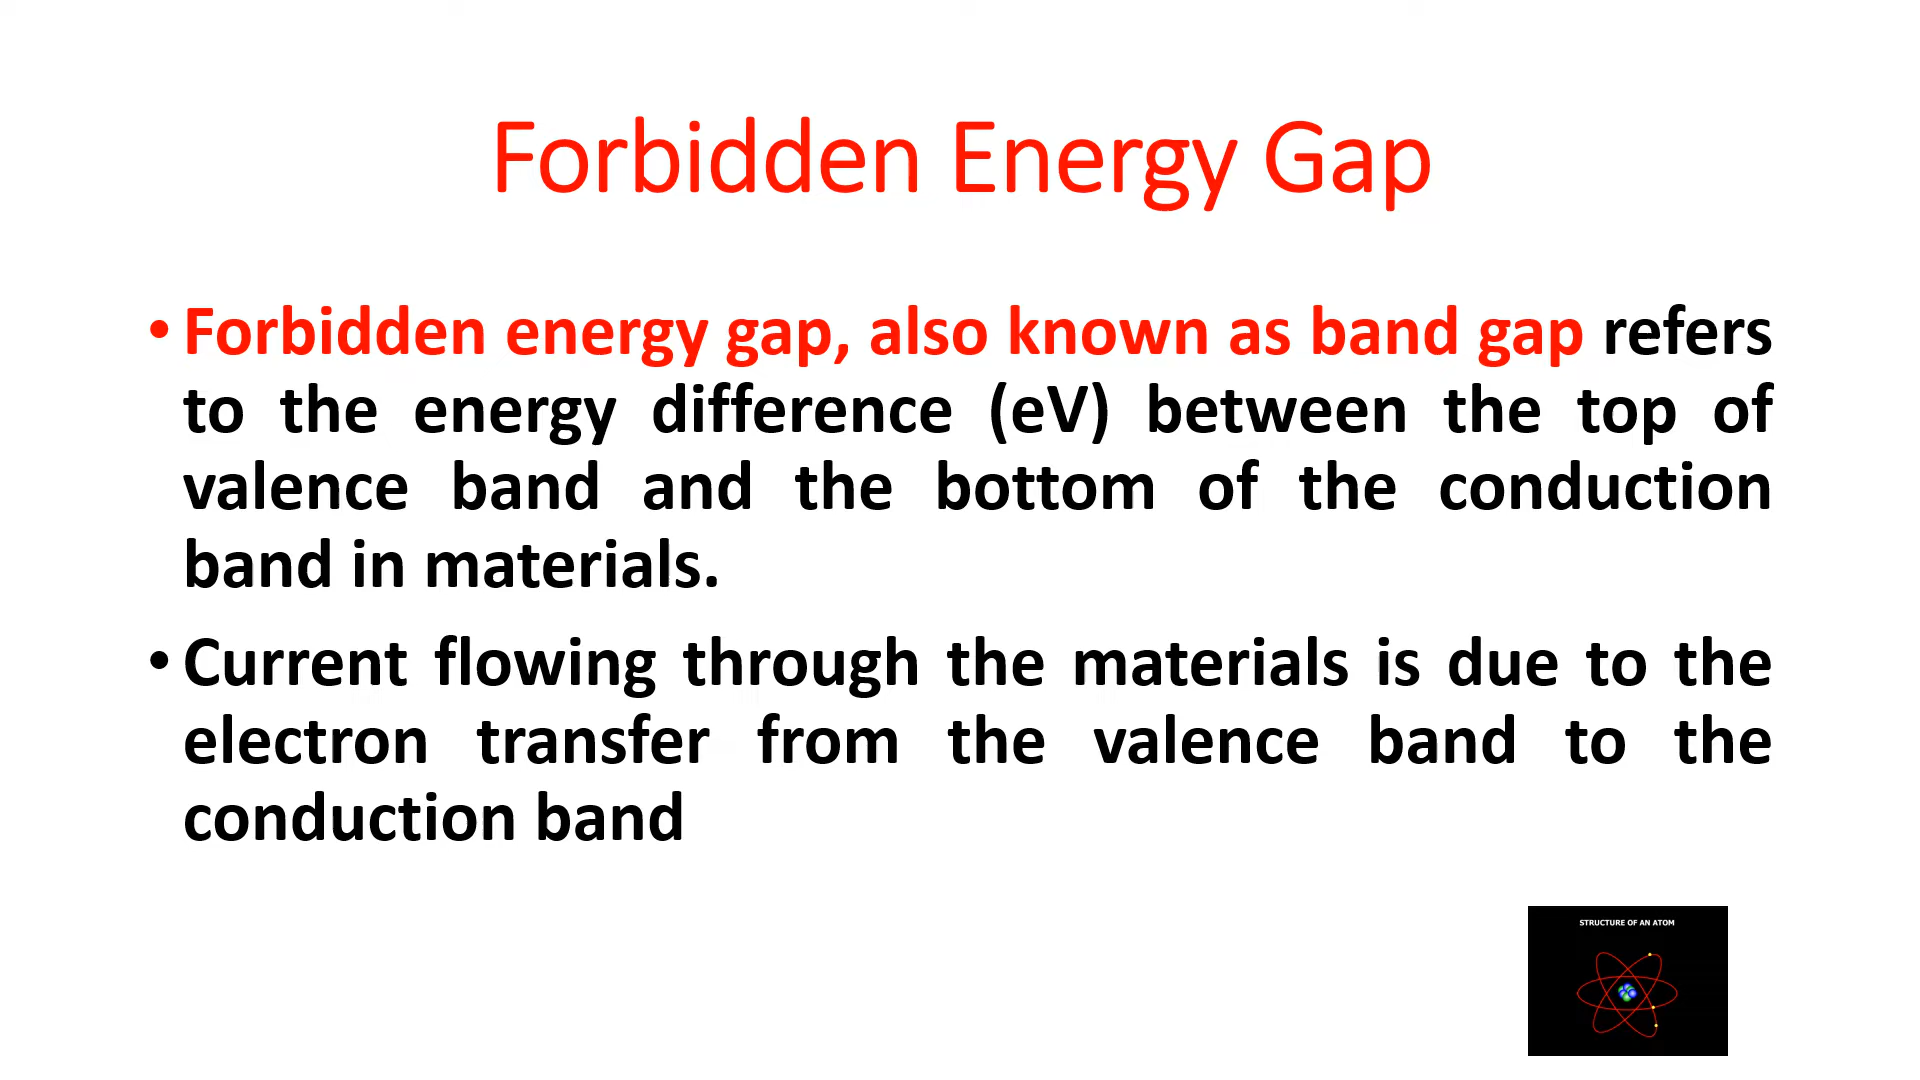 Forbidden Energy Gap
• Forbidden energy gap, also known as band gap refers
to the energy difference (eV) between the top of
valence band and the bottom of the conduction
band in materials.
• Current flowing through the materials is due to the
electron transfer from the valence band to the
conduction band
STRUCTURE OF AN ATOM